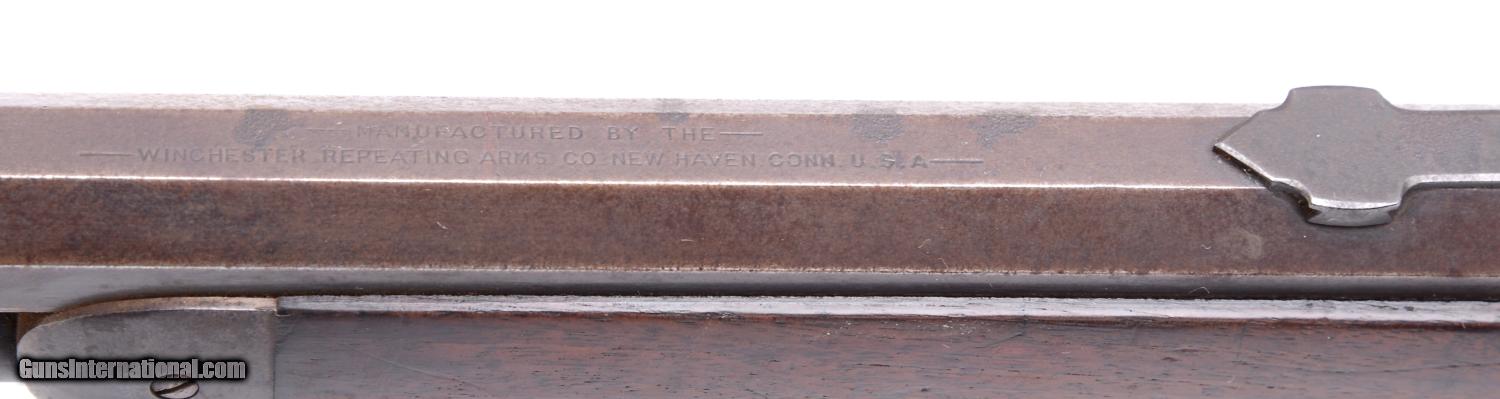 — MANUFACTURED BY THE —
— WINCHESTER REPEATING ARMS CO. NEW HAVEN. CONN. U. S. A —
GunsInternational.com